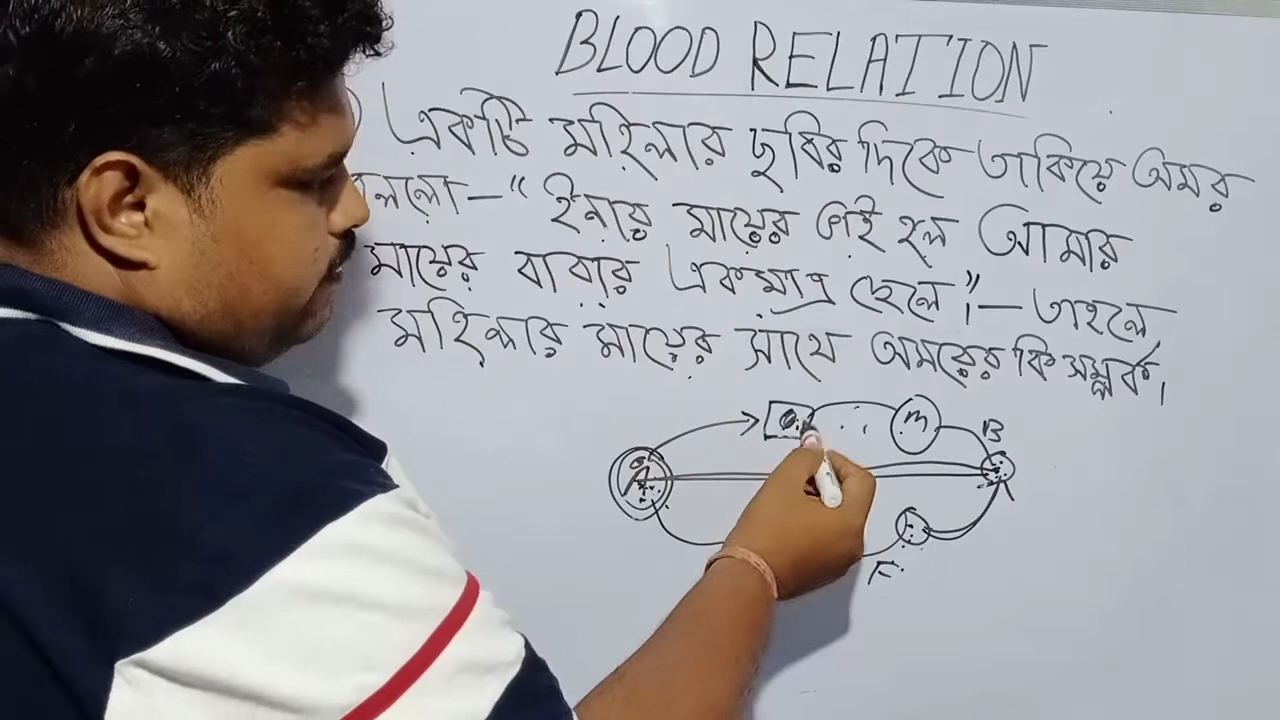 BLOOD RELATION
একটি মহিলার ছবির দিকে তাকিয়ে অমর
বললো—“ ইনার মায়ের ভাই হল আমার
মায়ের বাবার একমাত্র ছেলে”।— তাহলে
মহিলার মায়ের সাথে অমরের কি সম্পর্ক।
M B
A
F